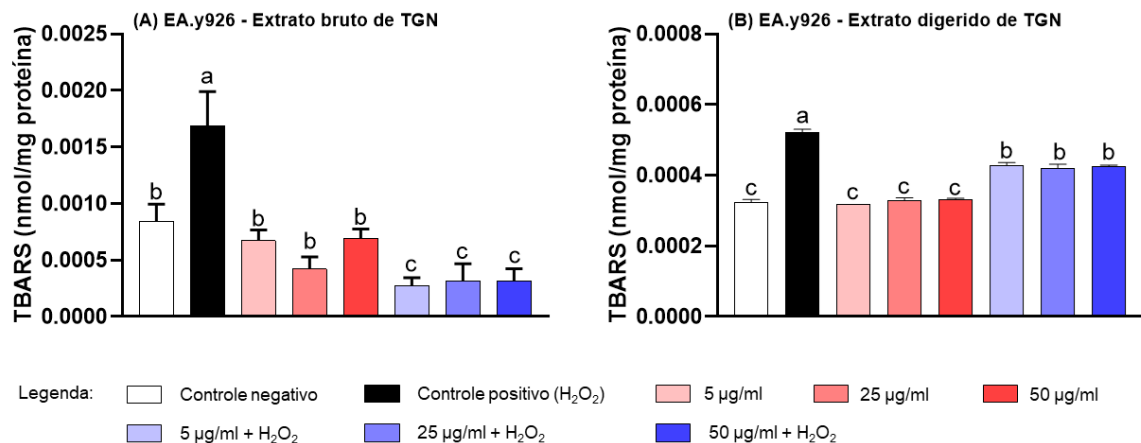 (A) EA.y926 - Extrato bruto de TGN
TBARS (nmol/mg proteína)
0.0025
0.0020
0.0015
0.0010
0.0005
0.0000
b
a
b
b
b
c
c
c
(B) EA.y926 - Extrato digerido de TGN
TBARS (nmol/mg proteína)
0.0008
0.0006
0.0004
0.0002
0.0000
c
a
c
c
c
b
b
b
Legenda:
Controle negativo
Controle positivo (H₂O₂)
5 µg/ml
25 µg/ml
50 µg/ml
5 µg/ml + H₂O₂
25 µg/ml + H₂O₂
50 µg/ml + H₂O₂